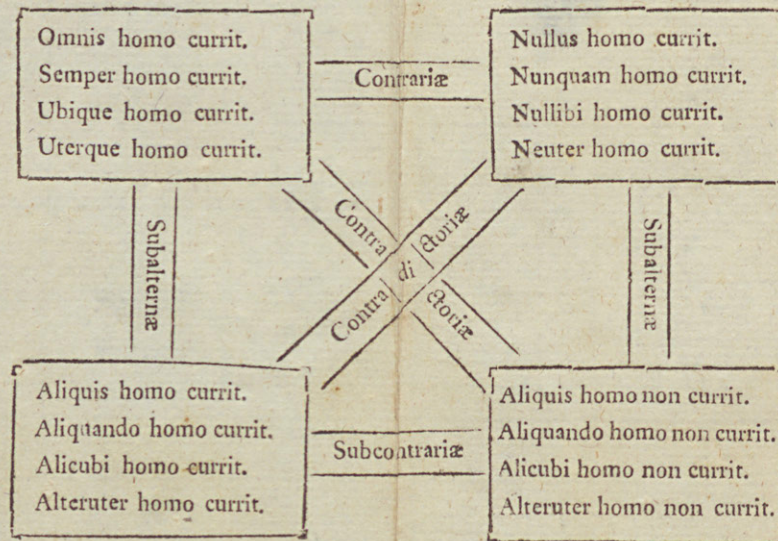 Omnis homo currit.
Semper homo currit.
Ubique homo currit.
Uterque homo currit.
Contrariæ
Nullus homo currit.
Nunquam homo currit.
Nullibi homo currit.
Neuter homo currit.
Subalternæ
Contra
ctoriæ
di
Contra
ctoriæ
Subalternæ
Aliquis homo currit.
Aliquando homo currit.
Alicubi homo currit.
Alteruter homo currit.
Subcontrariæ
Aliquis homo non currit.
Aliquando homo non currit.
Alicubi homo non currit.
Alteruter homo non currit.